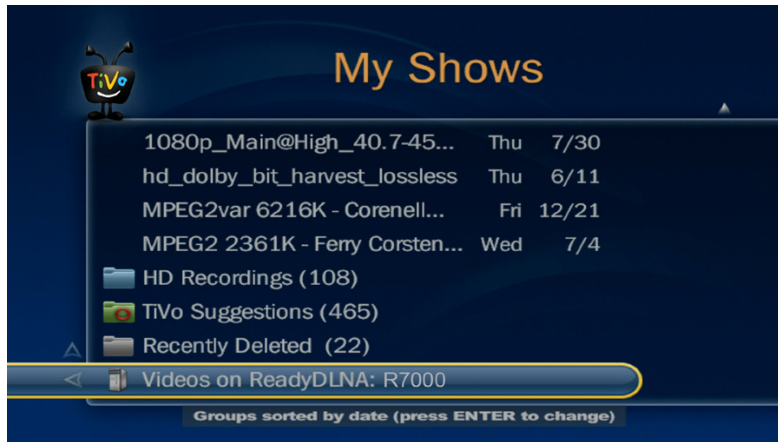 TiVo
My Shows
1080p_Main@High_40.7-45... Thu 7/30
hd_dolby_bit_harvest_lossless Thu 6/11
MPEG2var 6216K - Corenell... Fri 12/21
MPEG2 2361K - Ferry Corsten... Wed 7/4
HD Recordings (108)
TiVo Suggestions (465)
Recently Deleted (22)
Videos on ReadyDLNA: R7000
Groups sorted by date (press ENTER to change)